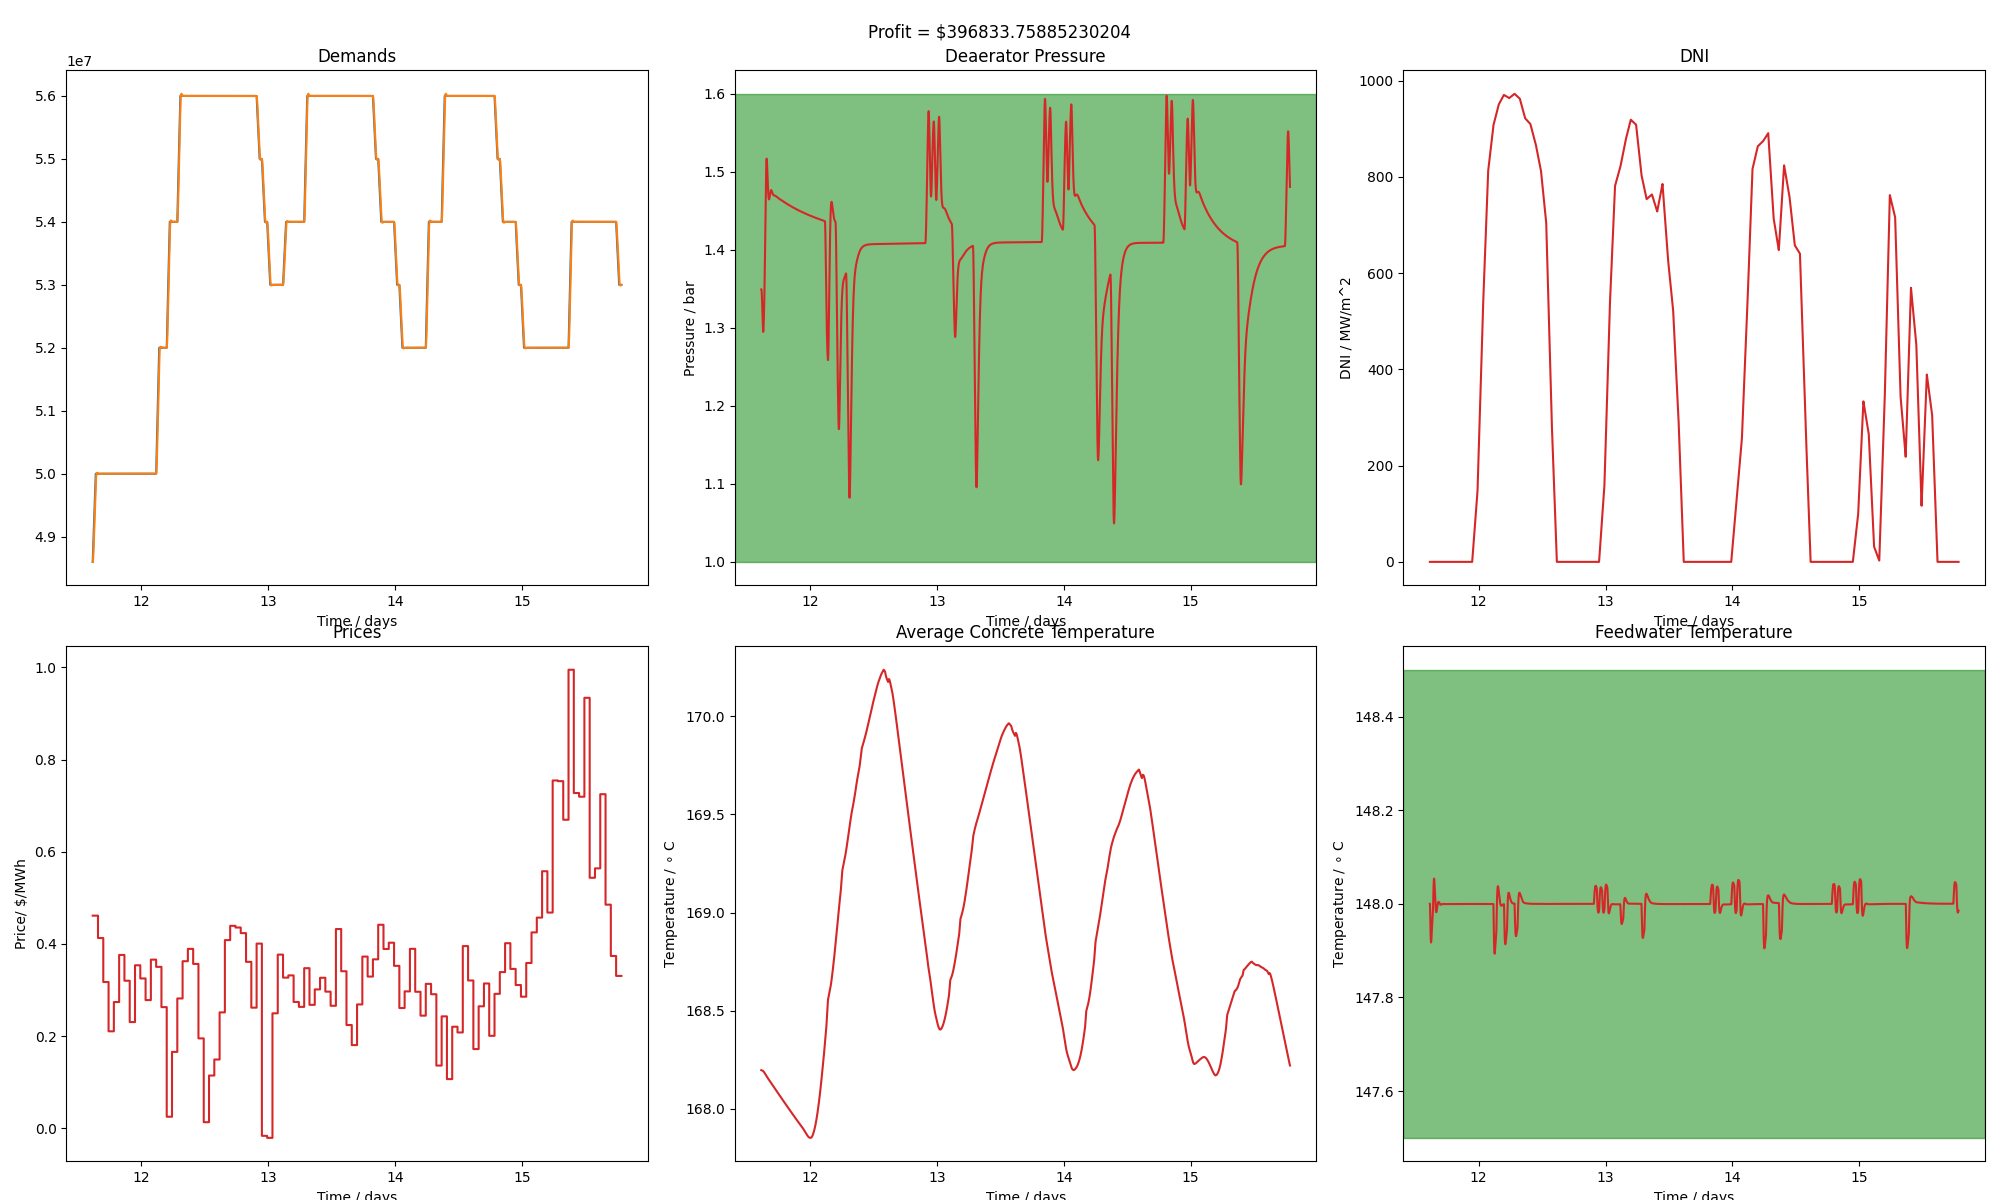 Profit = $396833.75885230204
Demands
1e7
5.6
5.5
5.4
5.3
5.2
5.1
5.0
4.9
12 13 14 15
Time / days
Deaerator Pressure
Pressure / bar
1.6
1.5
1.4
1.3
1.2
1.1
1.0
12 13 14 15
Time / days
DNI
DNI / MW/m^2
1000
800
600
400
200
0
12 13 14 15
Time / days
Prices
Price/ $/MWh
1.0
0.8
0.6
0.4
0.2
0.0
12 13 14 15
Time / days
Average Concrete Temperature
Temperature / ∘ C
170.0
169.5
169.0
168.5
168.0
12 13 14 15
Time / days
Feedwater Temperature
Temperature / ∘ C
148.4
148.2
148.0
147.8
147.6
12 13 14 15
Time / days